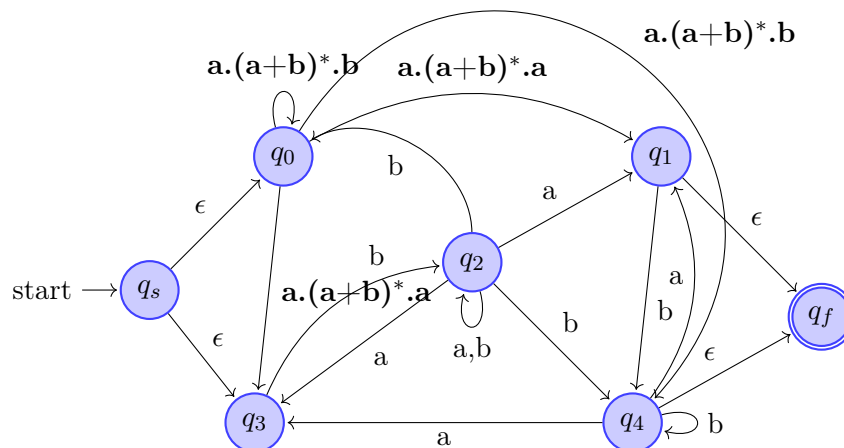 a.(a+b)*.b
a.(a+b)*.b
a.(a+b)*.a
q0
q1
b
a
ϵ
ϵ
b
q2
a.(a+b)*.a
a
start
qs
b
qf
ϵ
b
a,b
a
ϵ
q3
q4
b
a